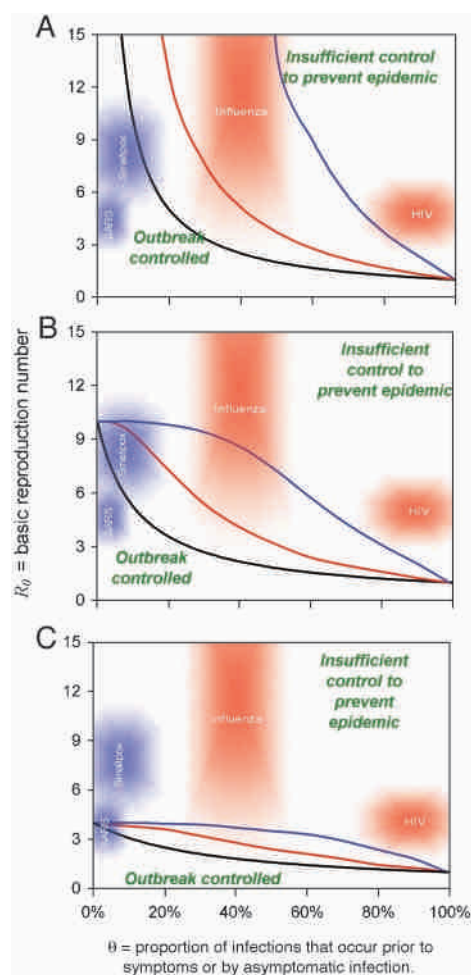 A
15
12
9
6
3
0
Insufficient control
to prevent epidemic
Influenza
Smallpox
SARS
HIV
Outbreak
controlled
B
15
12
9
6
3
0
Insufficient
control to
prevent epidemic
Influenza
Smallpox
SARS
HIV
Outbreak
controlled
C
15
12
9
6
3
0
Insufficient
control to
prevent
epidemic
Influenza
Smallpox
SARS
HIV
Outbreak controlled
R₀ = basic reproduction number
0% 20% 40% 60% 80% 100%
θ = proportion of infections that occur prior to
symptoms or by asymptomatic infection.